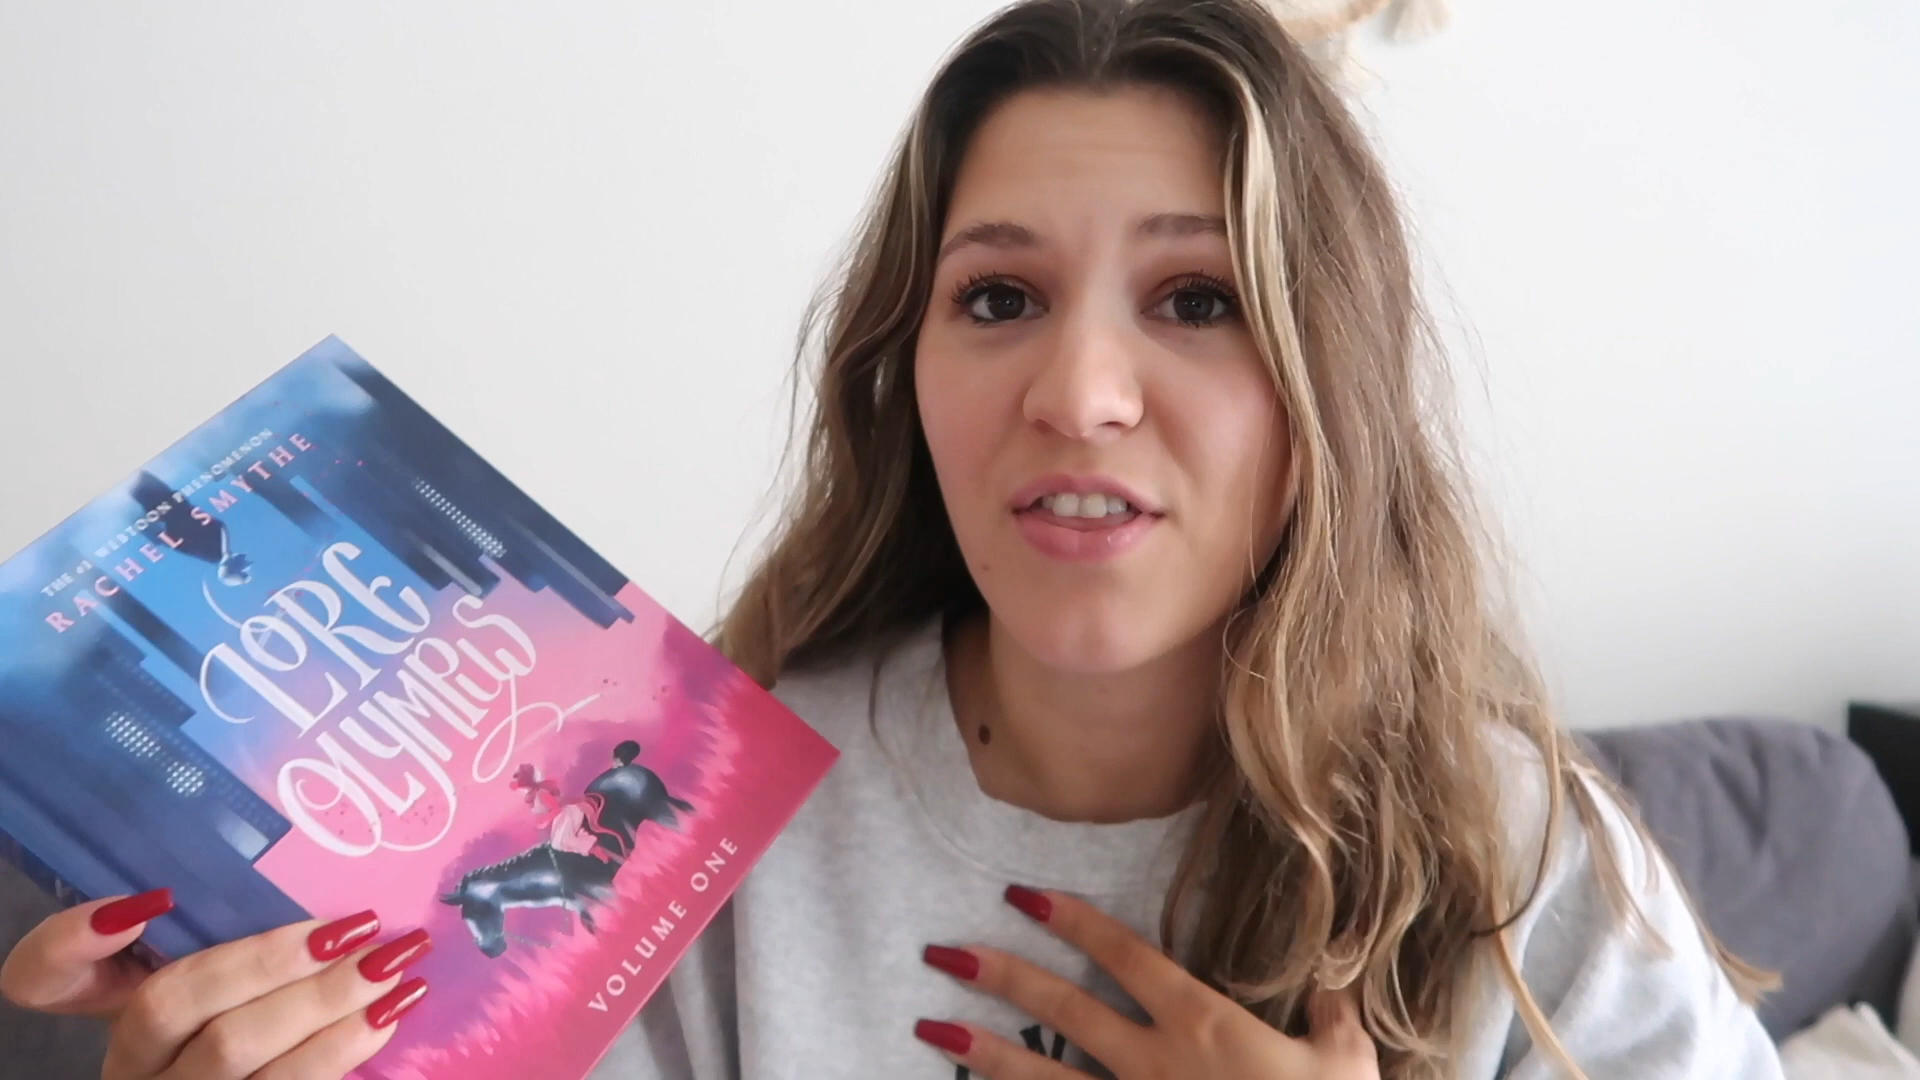 THE #1 WEBTOON PHENOMENON
RACHEL SMYTHE
LORE
OLYMPUS
VOLUME ONE